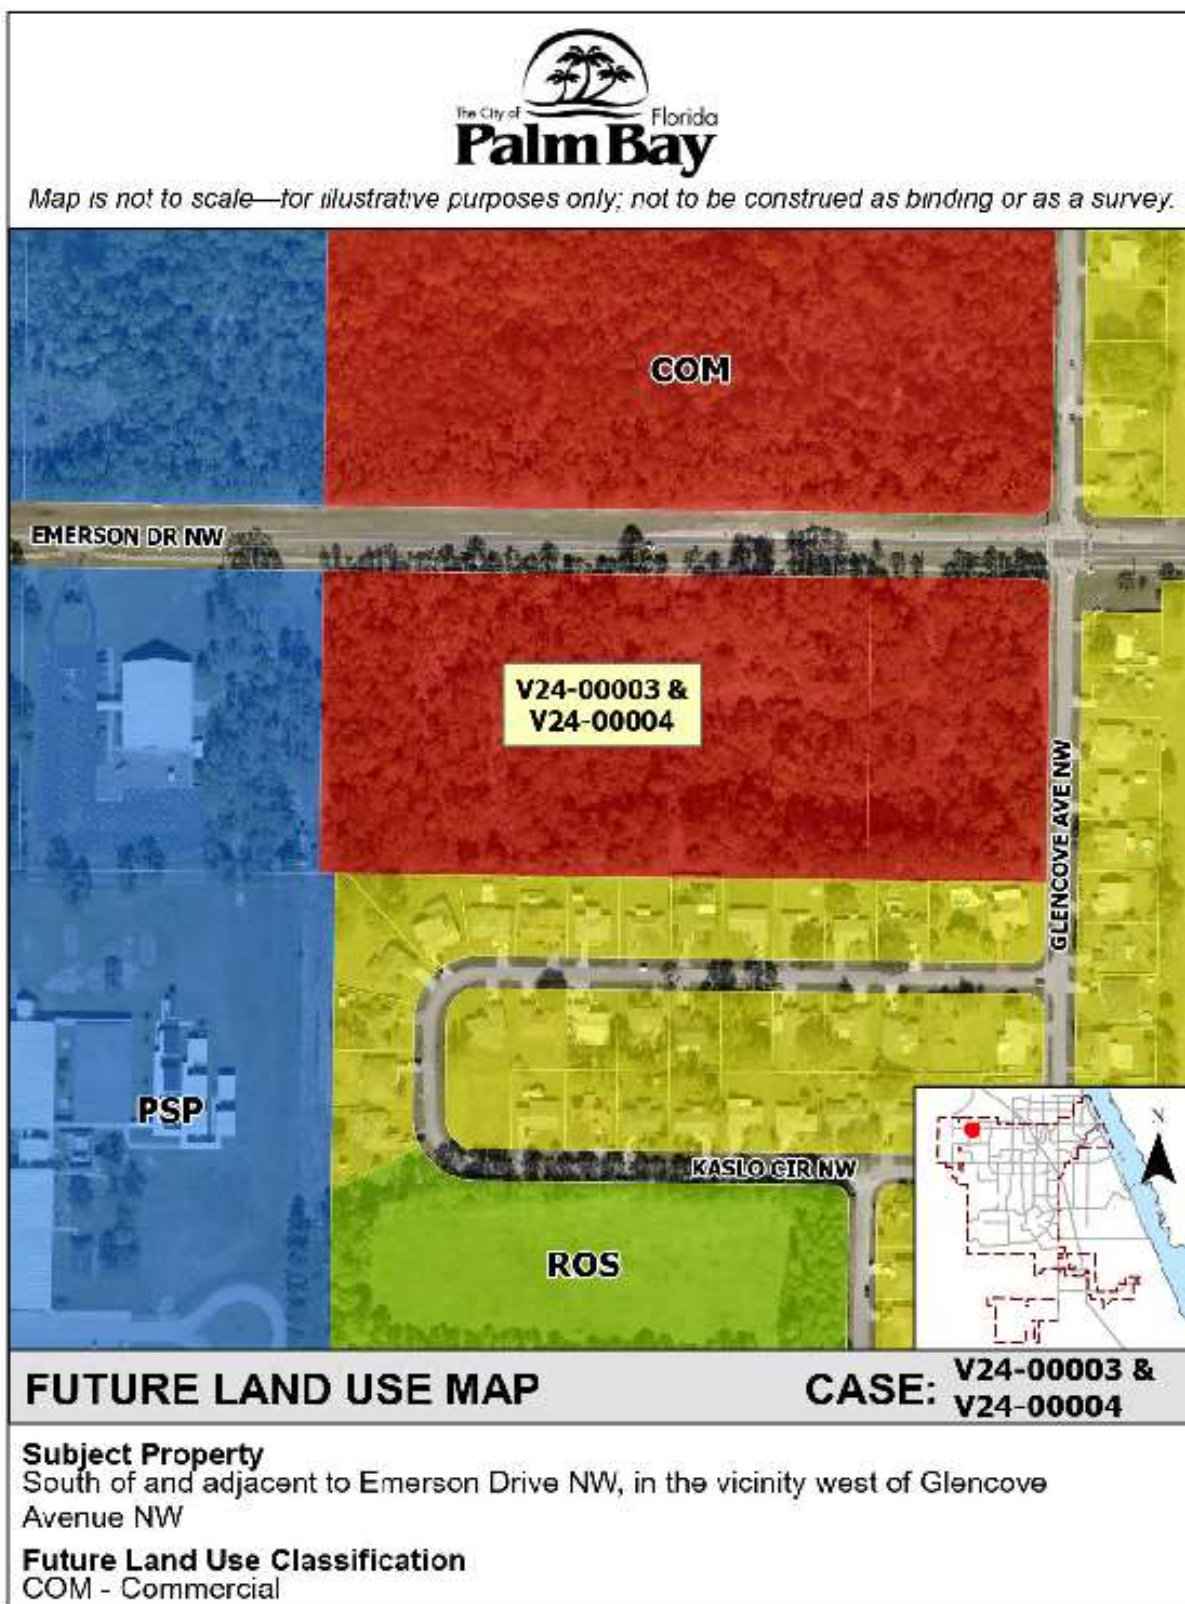 The City of Florida
Palm Bay
Map is not to scale—for illustrative purposes only; not to be construed as binding or as a survey.
COM
EMERSON DR NW
V24-00003 &
V24-00004
GLENCOVE AVE NW
PSP
KASLO CIR NW
N
ROS
FUTURE LAND USE MAP
CASE: V24-00003 &
V24-00004
Subject Property
South of and adjacent to Emerson Drive NW, in the vicinity west of Glencove
Avenue NW
Future Land Use Classification
COM - Commercial